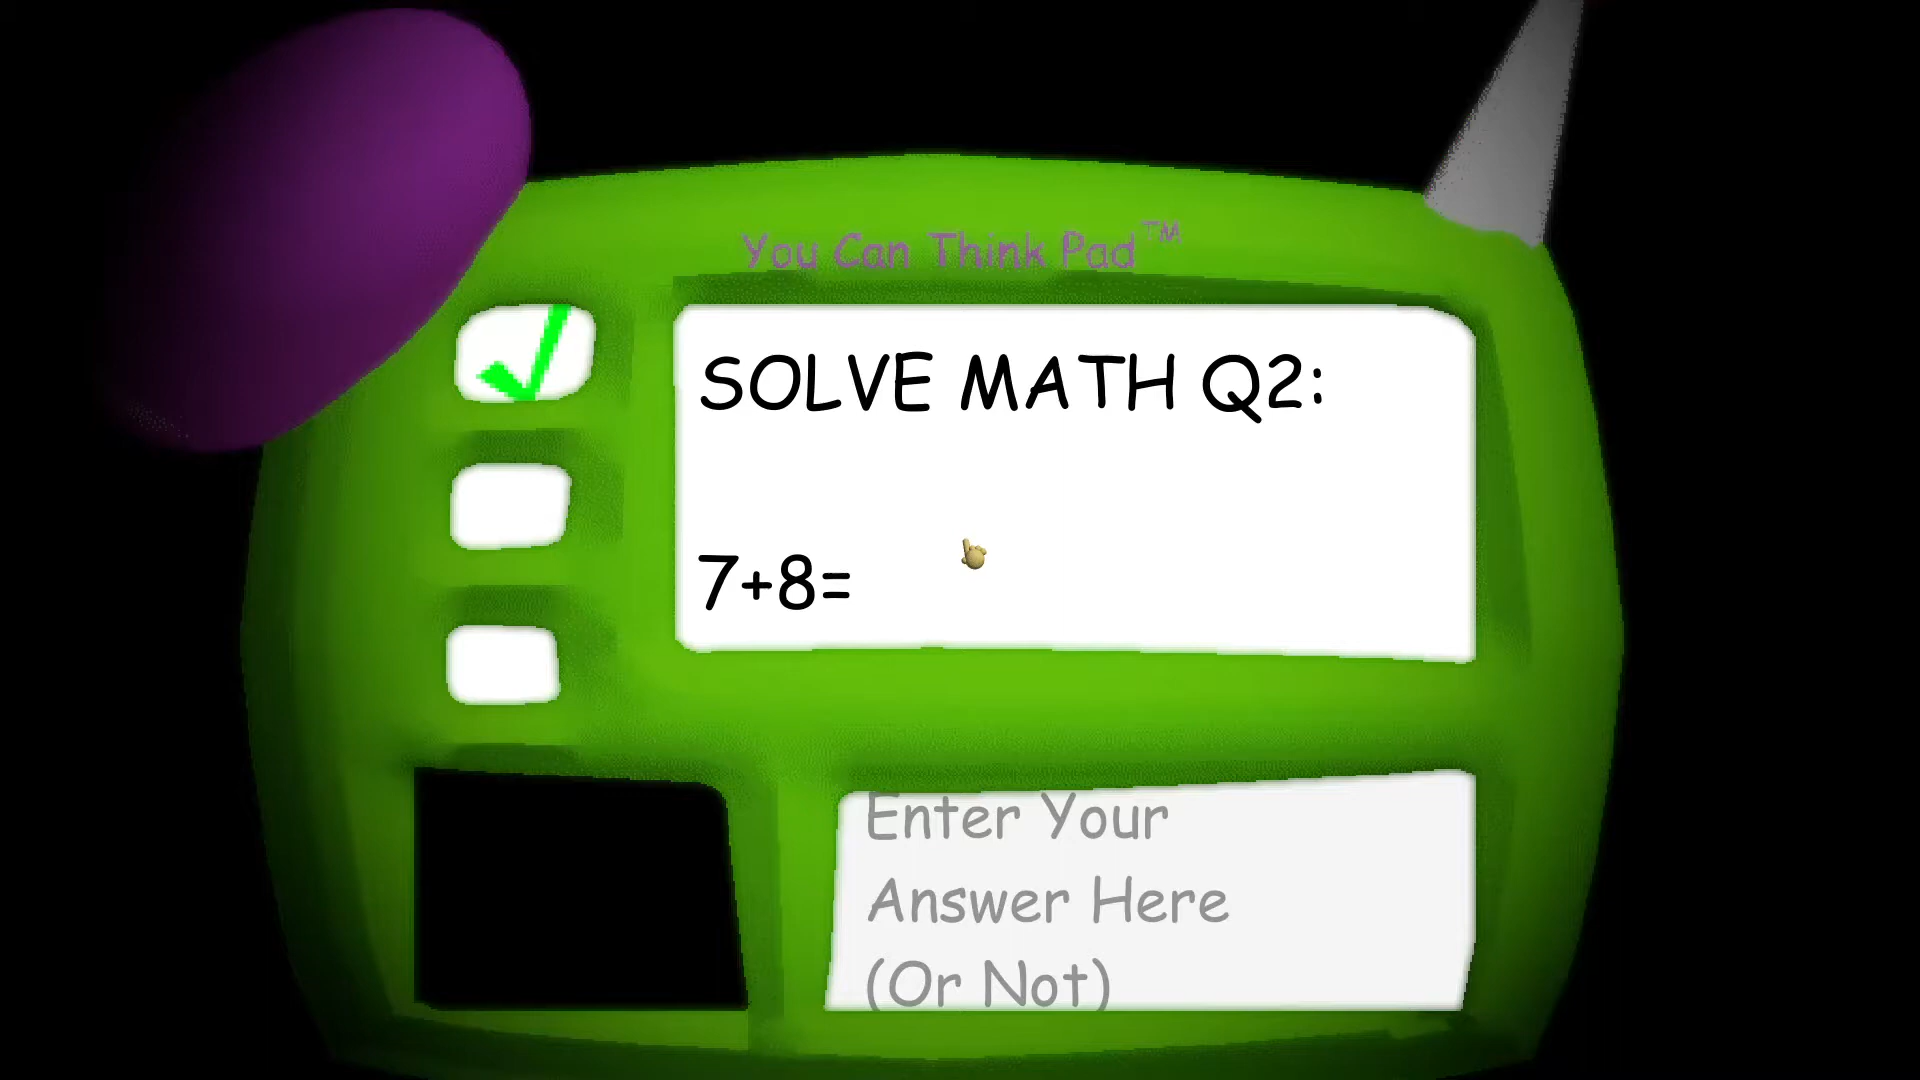 You Can Think Pad™
SOLVE MATH Q2:
7+8=
Enter Your
Answer Here
(Or Not)